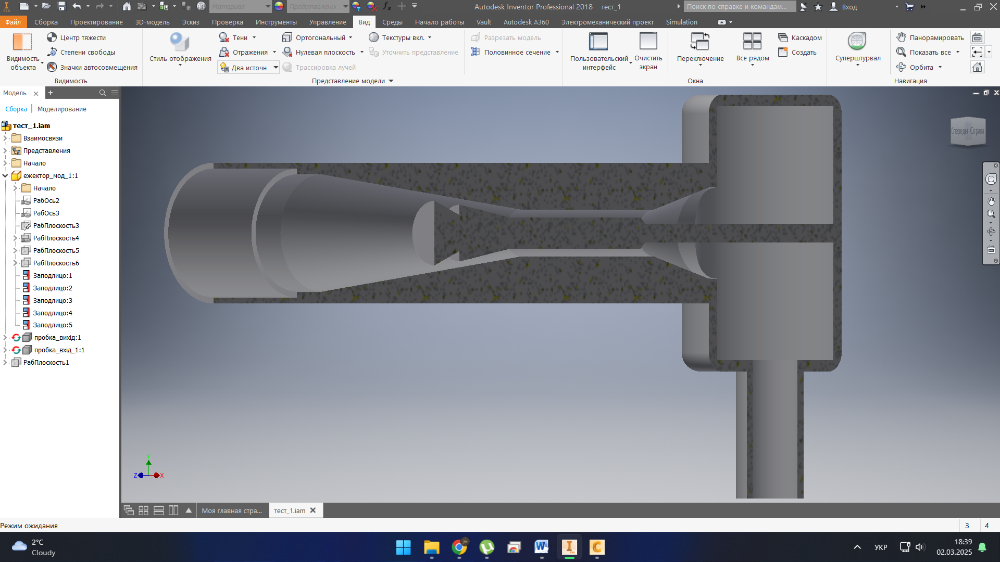 Материал
Autodesk Inventor Professional 2018 тест_1
Поиск по справке и командам...
Вход
Файл Сборка Проектирование 3D-модель Эскиз Проверка Инструменты Управление Вид Среды Начало работы Vault Autodesk A360 Электромеханический проект Simulation
Видимость объекта
Центр тяжести
Степени свободы
Значки автосовмещения
Видимость
Стиль отображения
Тени
Отражения
Два источн
Ортогональный
Нулевая плоскость
Трассировка лучей
Текстуры вкл.
Уточнить представление
Представление модели
Разрезать модель
Половинное сечение
Пользовательский интерфейс
Очистить экран
Переключение
Все рядом
Каскадом
Создать
Окна
Суперштурвал
Панорамировать
Показать все
Орбита
Навигация
Модель
Сборка Моделирование
тест_1.iam
Взаимосвязи
Представления
Начало
ежектор_мод_1:1
Начало
РабОсь2
РабОсь3
РабПлоскость3
РабПлоскость4
РабПлоскость5
РабПлоскость6
Заподлицо:1
Заподлицо:2
Заподлицо:3
Заподлицо:4
Заподлицо:5
пробка_вихід:1
пробка_вхід_1:1
РабПлоскость1
Спереди Справа
Y
Z
X
Моя главная стра...
тест_1.iam
Режим ожидания
3 4
2°C
Cloudy
УКР
18:39
02.03.2025